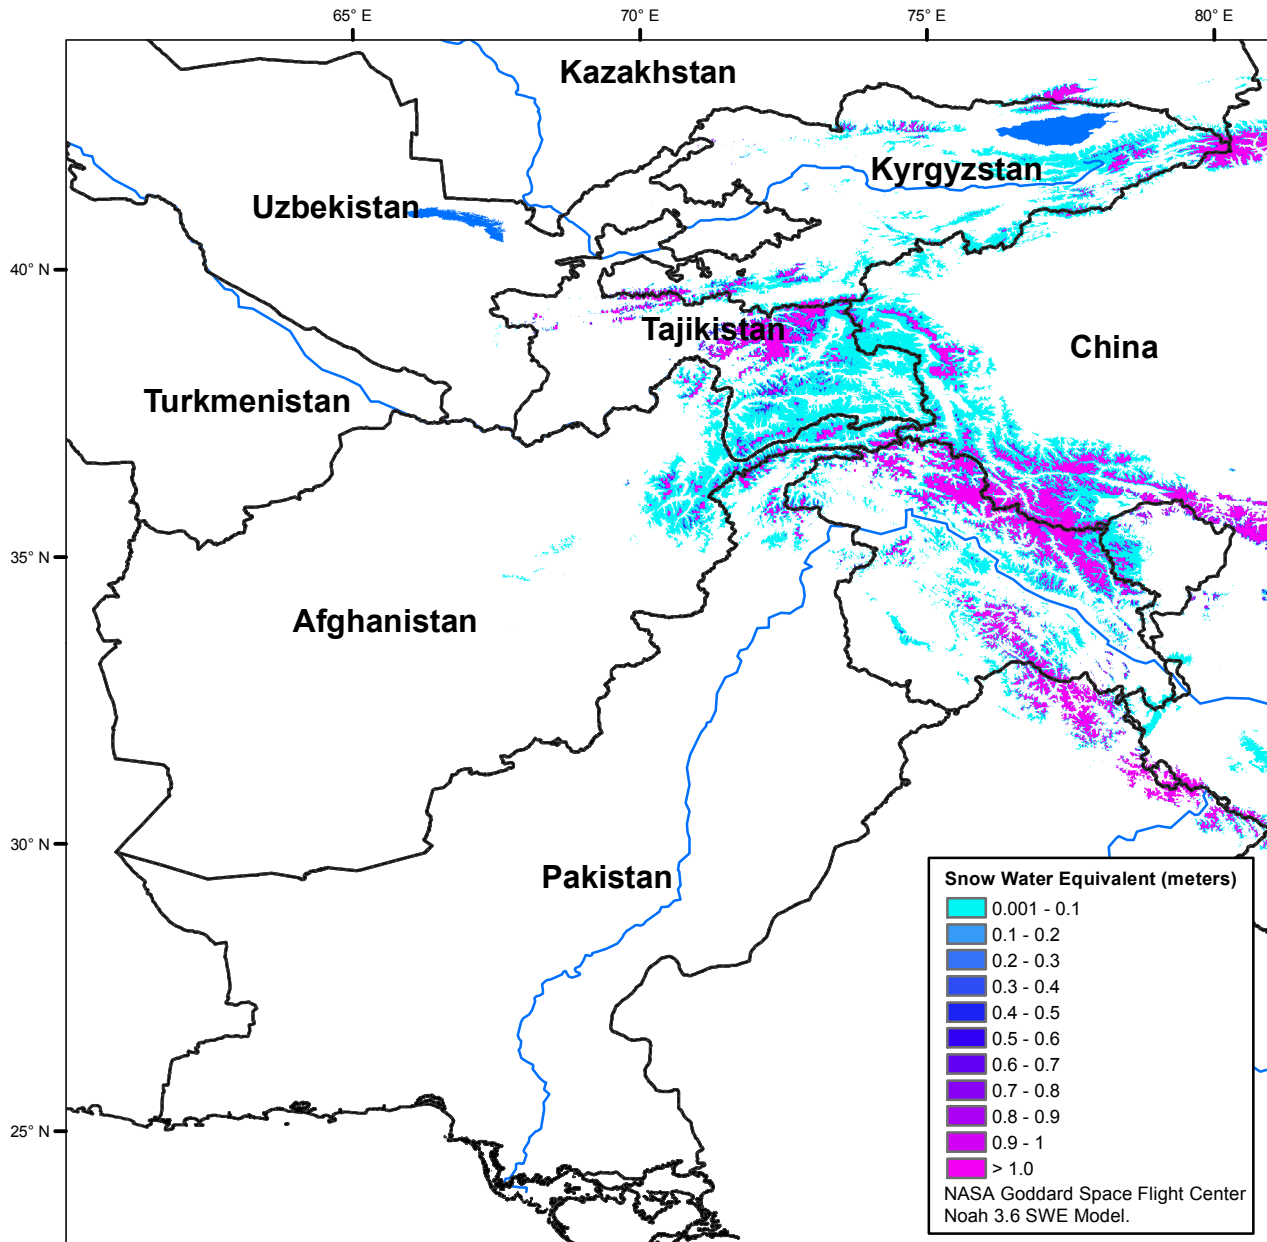 65° E
70° E
75° E
80° E
Kazakhstan
Kyrgyzstan
Uzbekistan
40° N
Tajikistan
China
Turkmenistan
35° N
Afghanistan
30° N
Pakistan
25° N
Snow Water Equivalent (meters)
0.001 - 0.1
0.1 - 0.2
0.2 - 0.3
0.3 - 0.4
0.4 - 0.5
0.5 - 0.6
0.6 - 0.7
0.7 - 0.8
0.8 - 0.9
0.9 - 1
> 1.0
NASA Goddard Space Flight Center
Noah 3.6 SWE Model.